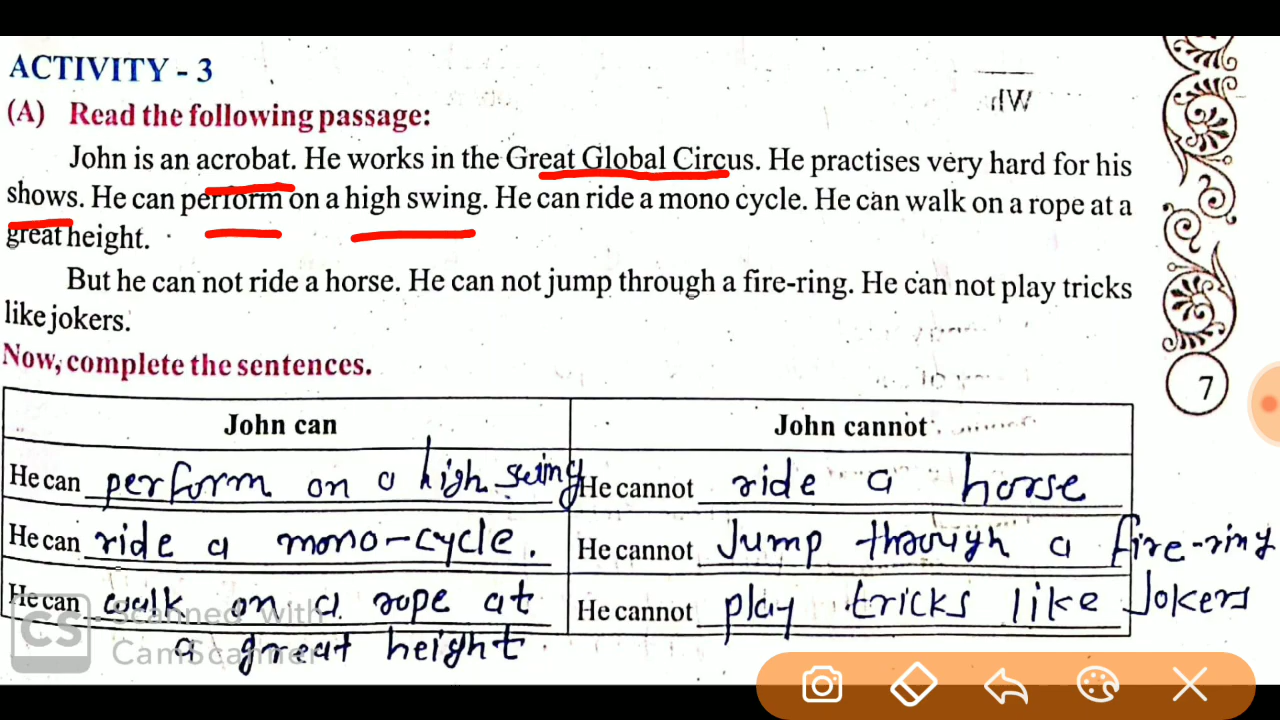 ACTIVITY - 3
(A) Read the following passage:
John is an acrobat. He works in the Great Global Circus. He practises very hard for his
shows. He can perform on a high swing. He can ride a mono cycle. He can walk on a rope at a
great height.
But he can not ride a horse. He can not jump through a fire-ring. He can not play tricks
like jokers.
Now, complete the sentences.
7
John can John cannot
He can perform on a high swing He cannot ride a horse
He can ride a mono-cycle. He cannot Jump through a fire-ring
He can walk on a rope at He cannot play tricks like Jokers
a great height.
CS Scanned with
CamScanner